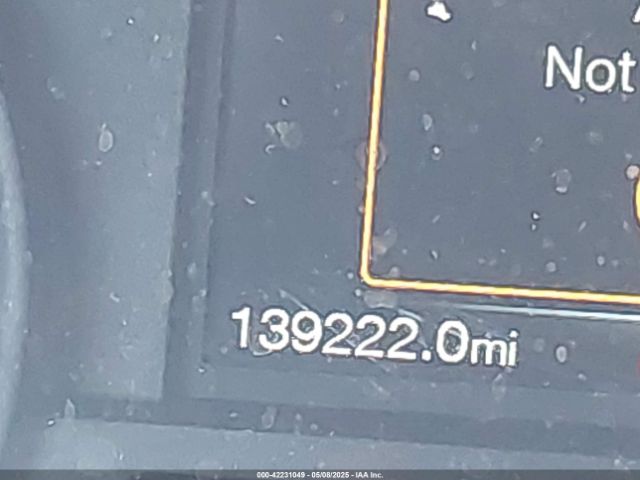 Not
139222.0mi
000-42231049 - 05/08/2025 - IAA Inc.